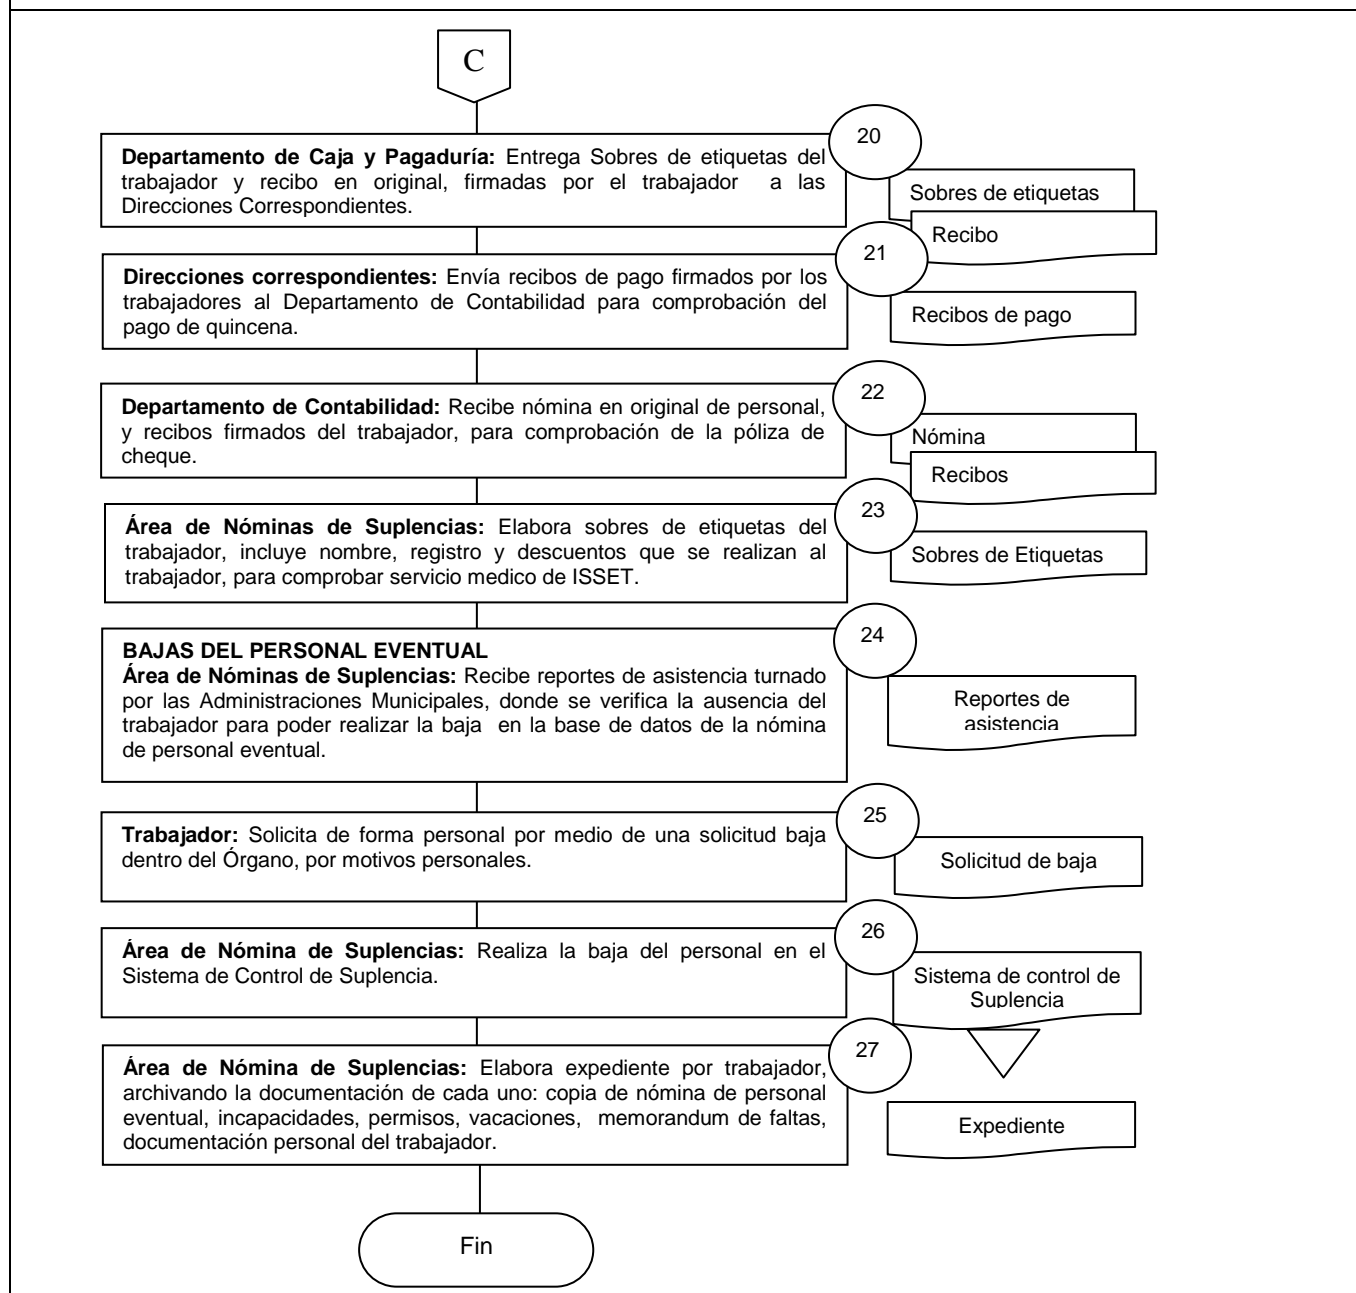 C
20
Departamento de Caja y Pagaduría: Entrega Sobres de etiquetas del
trabajador y recibo en original, firmadas por el trabajador a las
Direcciones Correspondientes.
Sobres de etiquetas
Recibo
21
Direcciones correspondientes: Envía recibos de pago firmados por los
trabajadores al Departamento de Contabilidad para comprobación del
pago de quincena.
Recibos de pago
22
Departamento de Contabilidad: Recibe nómina en original de personal,
y recibos firmados del trabajador, para comprobación de la póliza de
cheque.
Nómina
Recibos
23
Área de Nóminas de Suplencias: Elabora sobres de etiquetas del
trabajador, incluye nombre, registro y descuentos que se realizan al
trabajador, para comprobar servicio medico de ISSET.
Sobres de Etiquetas
24
BAJAS DEL PERSONAL EVENTUAL
Área de Nóminas de Suplencias: Recibe reportes de asistencia turnado
por las Administraciones Municipales, donde se verifica la ausencia del
trabajador para poder realizar la baja en la base de datos de la nómina
de personal eventual.
Reportes de
asistencia
25
Trabajador: Solicita de forma personal por medio de una solicitud baja
dentro del Órgano, por motivos personales.
Solicitud de baja
26
Área de Nómina de Suplencias: Realiza la baja del personal en el
Sistema de Control de Suplencia.
Sistema de control de
Suplencia
27
Área de Nómina de Suplencias: Elabora expediente por trabajador,
archivando la documentación de cada uno: copia de nómina de personal
eventual, incapacidades, permisos, vacaciones, memorandum de faltas,
documentación personal del trabajador.
Expediente
Fin